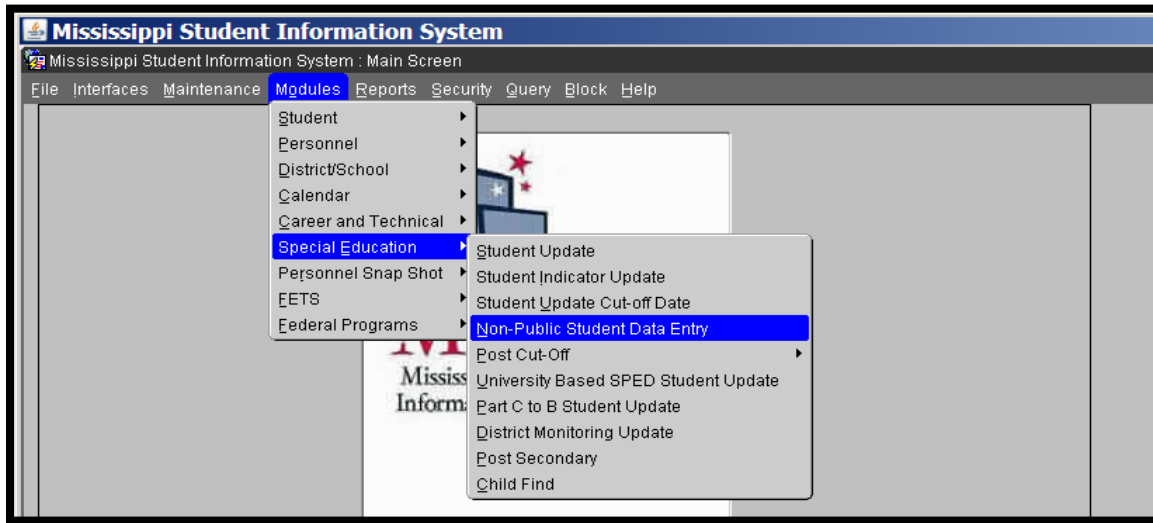 Mississippi Student Information System
Mississippi Student Information System : Main Screen
File Interfaces Maintenance Modules Reports Security Query Block Help
Student
Personnel
District/School
Calendar
Career and Technical
Special Education
Personnel Snap Shot
FETS
Federal Programs
Student Update
Student Indicator Update
Student Update Cut-off Date
Non-Public Student Data Entry
Post Cut-Off
University Based SPED Student Update
Part C to B Student Update
District Monitoring Update
Post Secondary
Child Find
Mississ
Inform